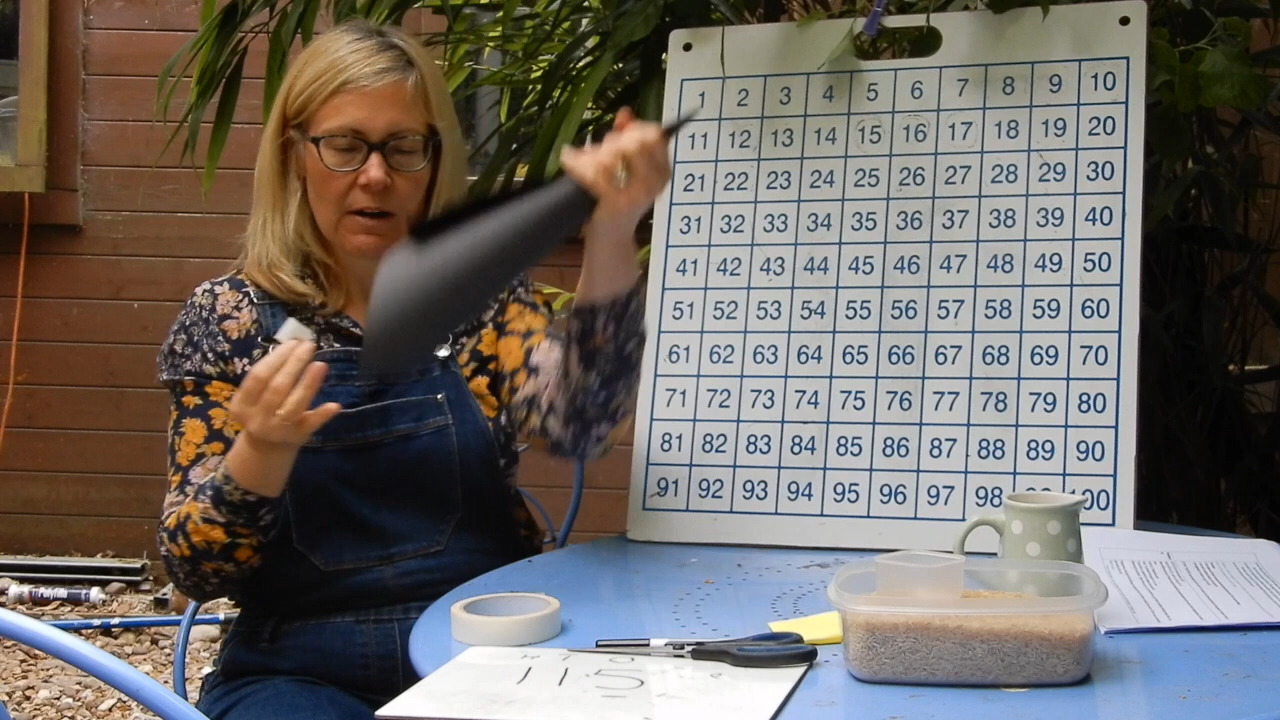 1 2 3 4 5 6 7 8 9 10
11 12 13 14 15 16 17 18 19 20
21 22 23 24 25 26 27 28 29 30
31 32 33 34 35 36 37 38 39 40
41 42 43 44 45 46 47 48 49 50
51 52 53 54 55 56 57 58 59 60
61 62 63 64 65 66 67 68 69 70
71 72 73 74 75 76 77 78 79 80
81 82 83 84 85 86 87 88 89 90
91 92 93 94 95 96 97 98 100
H T O
115